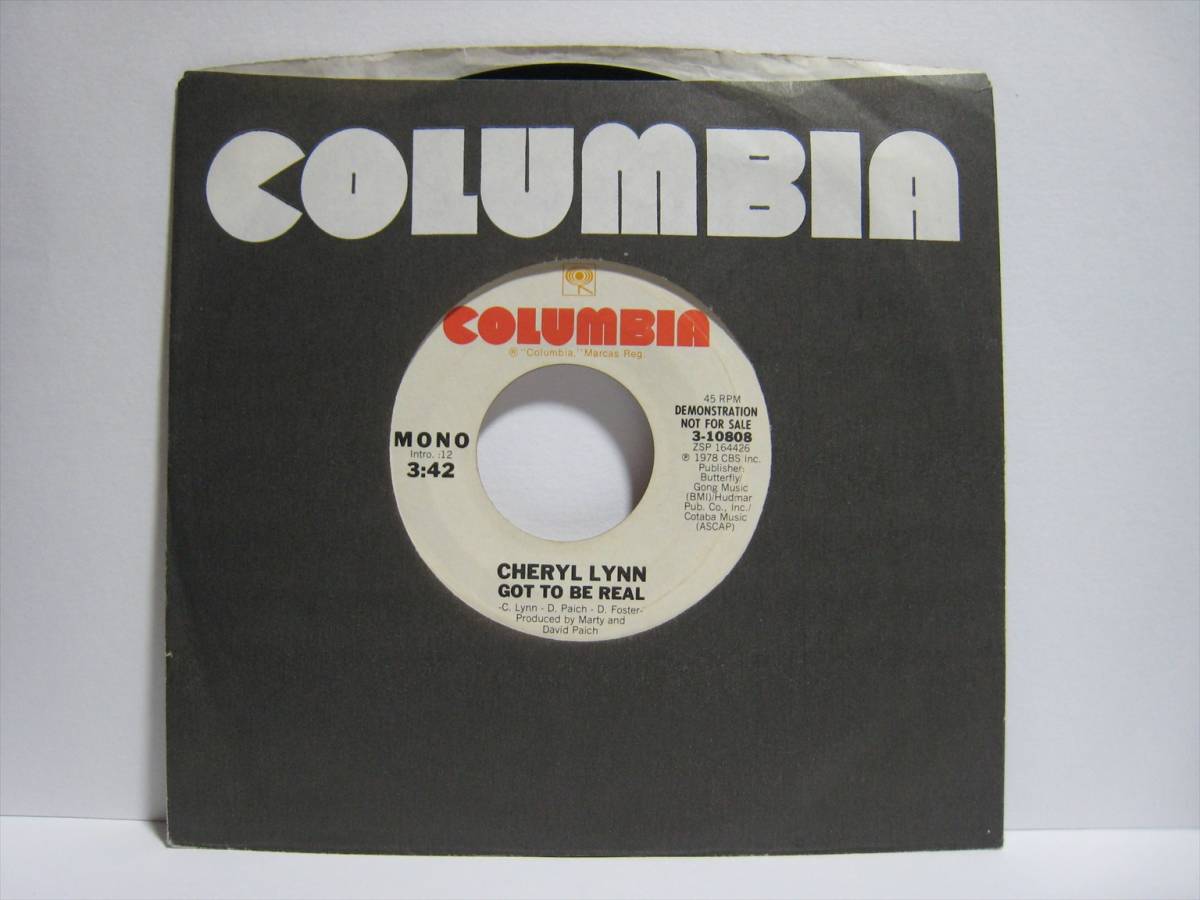 COLUMBIA
COLUMBIA
® "Columbia," Marcas Reg.
MONO
Intro. :12
3:42
45 RPM
DEMONSTRATION
NOT FOR SALE
3-10808
ZSP 164426
℗ 1978 CBS Inc.
Publisher:
Butterfly/
Gong Music
(BMI)/Hudmar
Pub. Co., Inc./
Cotaba Music
(ASCAP)
CHERYL LYNN
GOT TO BE REAL
-C. Lynn - D. Paich - D. Foster-
Produced by Marty and
David Paich